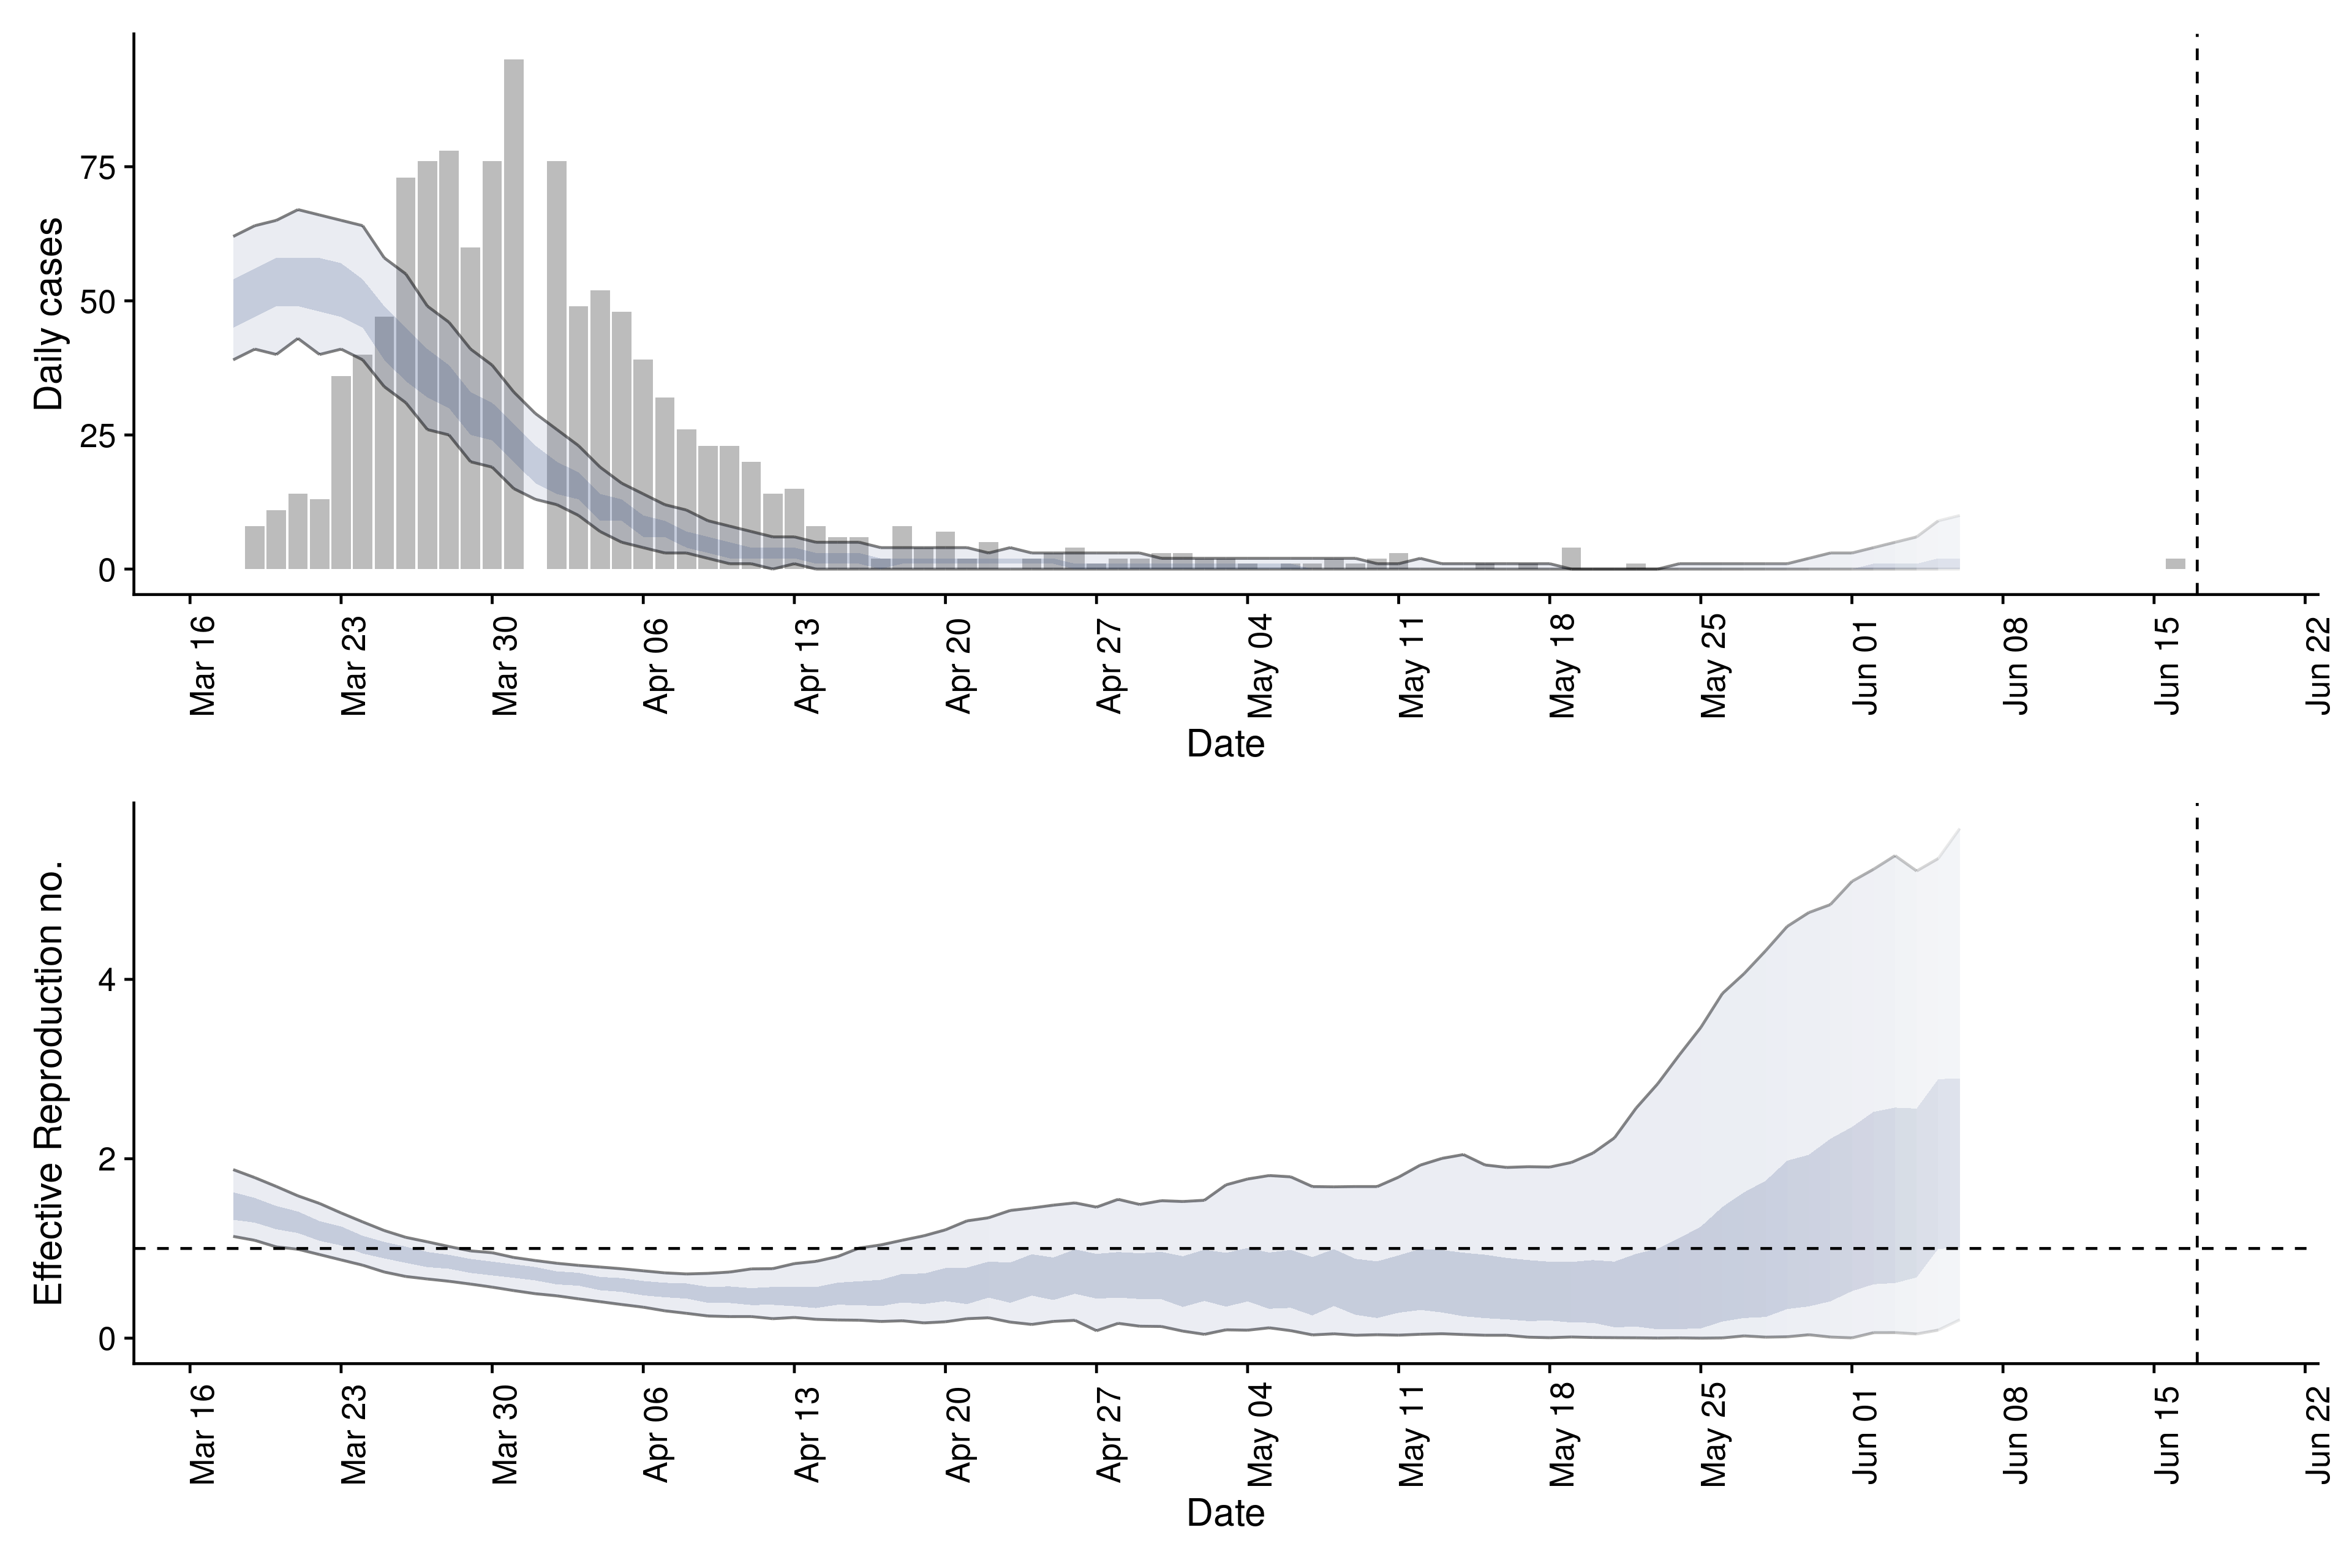 Daily cases
75
50
25
0
Mar 16
Mar 23
Mar 30
Apr 06
Apr 13
Apr 20
Apr 27
May 04
May 11
May 18
May 25
Jun 01
Jun 08
Jun 15
Jun 22
Date
Effective Reproduction no.
4
2
0
Mar 16
Mar 23
Mar 30
Apr 06
Apr 13
Apr 20
Apr 27
May 04
May 11
May 18
May 25
Jun 01
Jun 08
Jun 15
Jun 22
Date